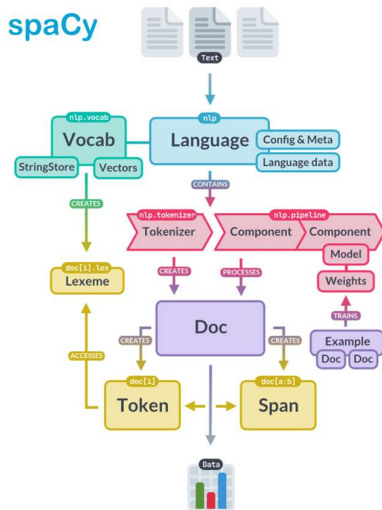 spaCy
Text
nlp.vocab
Vocab
StringStore
Vectors
nlp
Language
Config & Meta
Language data
CREATES
CONTAINS
nlp.tokenizer
Tokenizer
nlp.pipeline
Component
Component
Model
Weights
doc[i].lex
Lexeme
CREATES
PROCESSES
Doc
TRAINS
Example
Doc
Doc
CREATES
CREATES
ACCESSES
doc[i]
Token
doc[a:b]
Span
Data